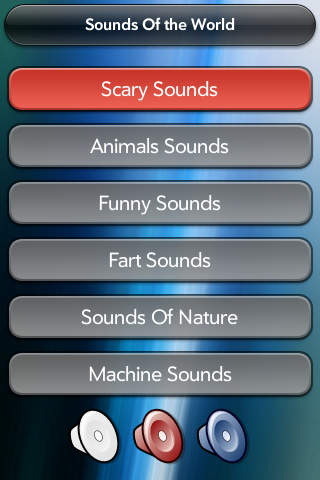 Sounds Of the World
Scary Sounds
Animals Sounds
Funny Sounds
Fart Sounds
Sounds Of Nature
Machine Sounds